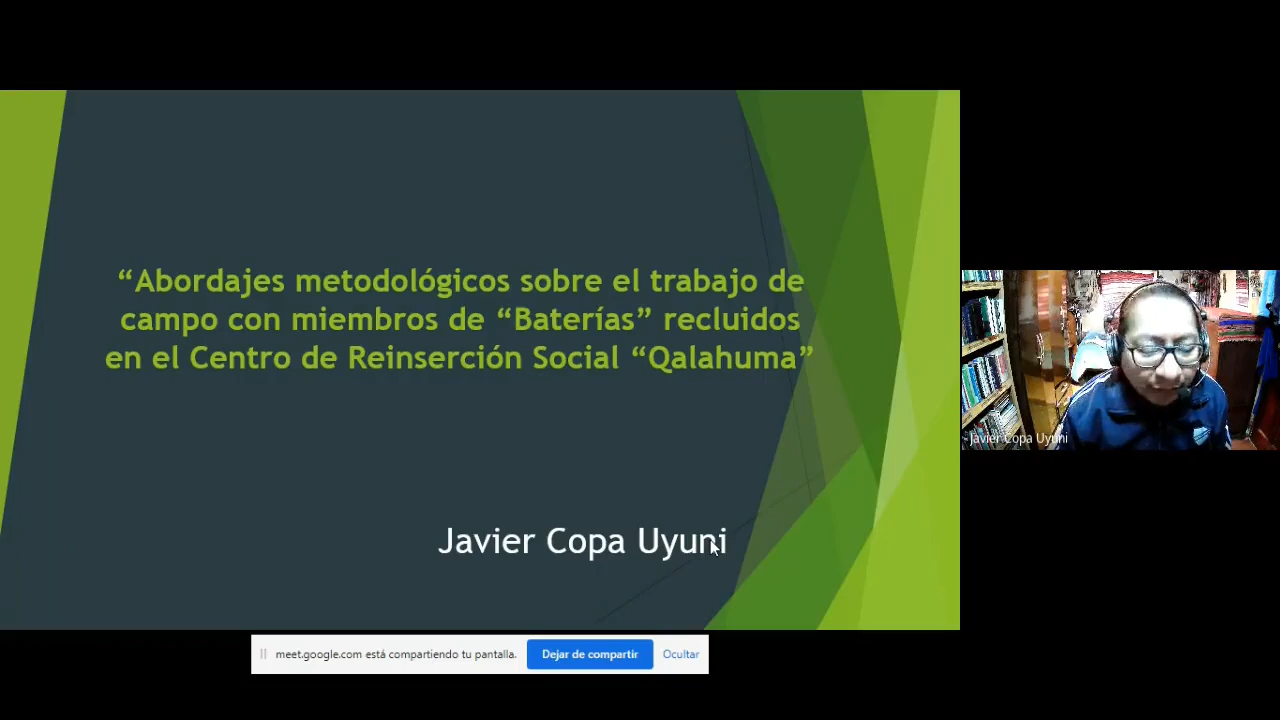 “Abordajes metodológicos sobre el trabajo de
campo con miembros de “Baterías” recluidos
en el Centro de Reinserción Social “Qalahuma”
Javier Copa Uyuni
Javier Copa Uyuni
meet.google.com está compartiendo tu pantalla.
Dejar de compartir
Ocultar